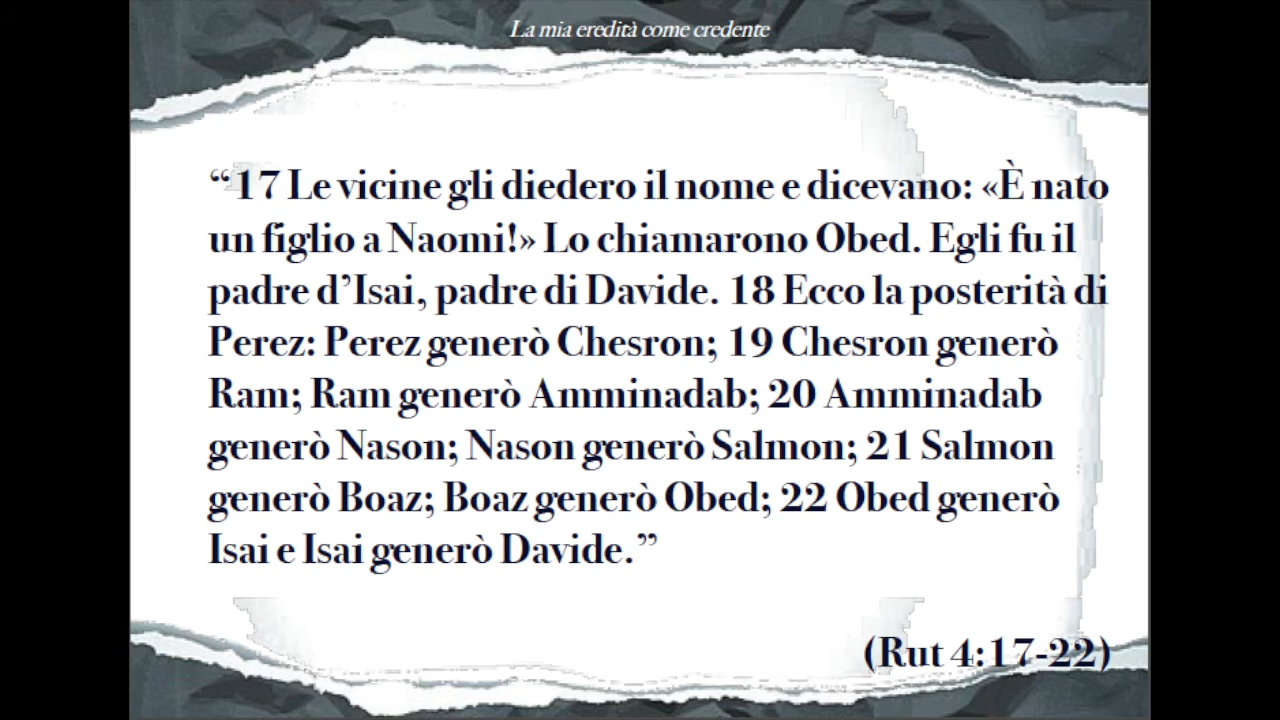 La mia eredità come credente
“17 Le vicine gli diedero il nome e dicevano: «È nato
un figlio a Naomi!» Lo chiamarono Obed. Egli fu il
padre d’Isai, padre di Davide. 18 Ecco la posterità di
Perez: Perez generò Chesron; 19 Chesron generò
Ram; Ram generò Amminadab; 20 Amminadab
generò Nason; Nason generò Salmon; 21 Salmon
generò Boaz; Boaz generò Obed; 22 Obed generò
Isai e Isai generò Davide.”
(Rut 4:17-22)